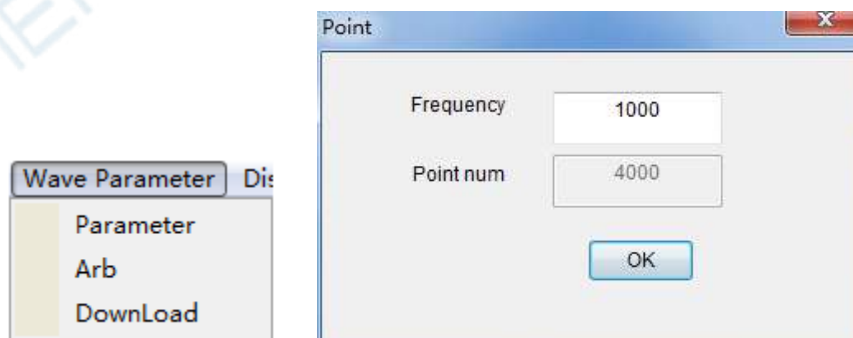 Wave Parameter
Parameter
Arb
DownLoad
Point
Frequency 1000
Point num 4000
OK